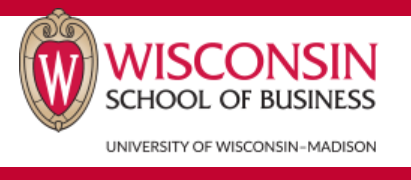 W
WISCONSIN
SCHOOL OF BUSINESS
UNIVERSITY OF WISCONSIN–MADISON